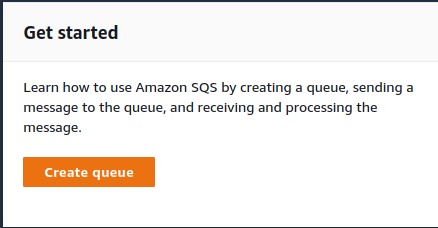 Get started
Learn how to use Amazon SQS by creating a queue, sending a
message to the queue, and receiving and processing the
message.
Create queue